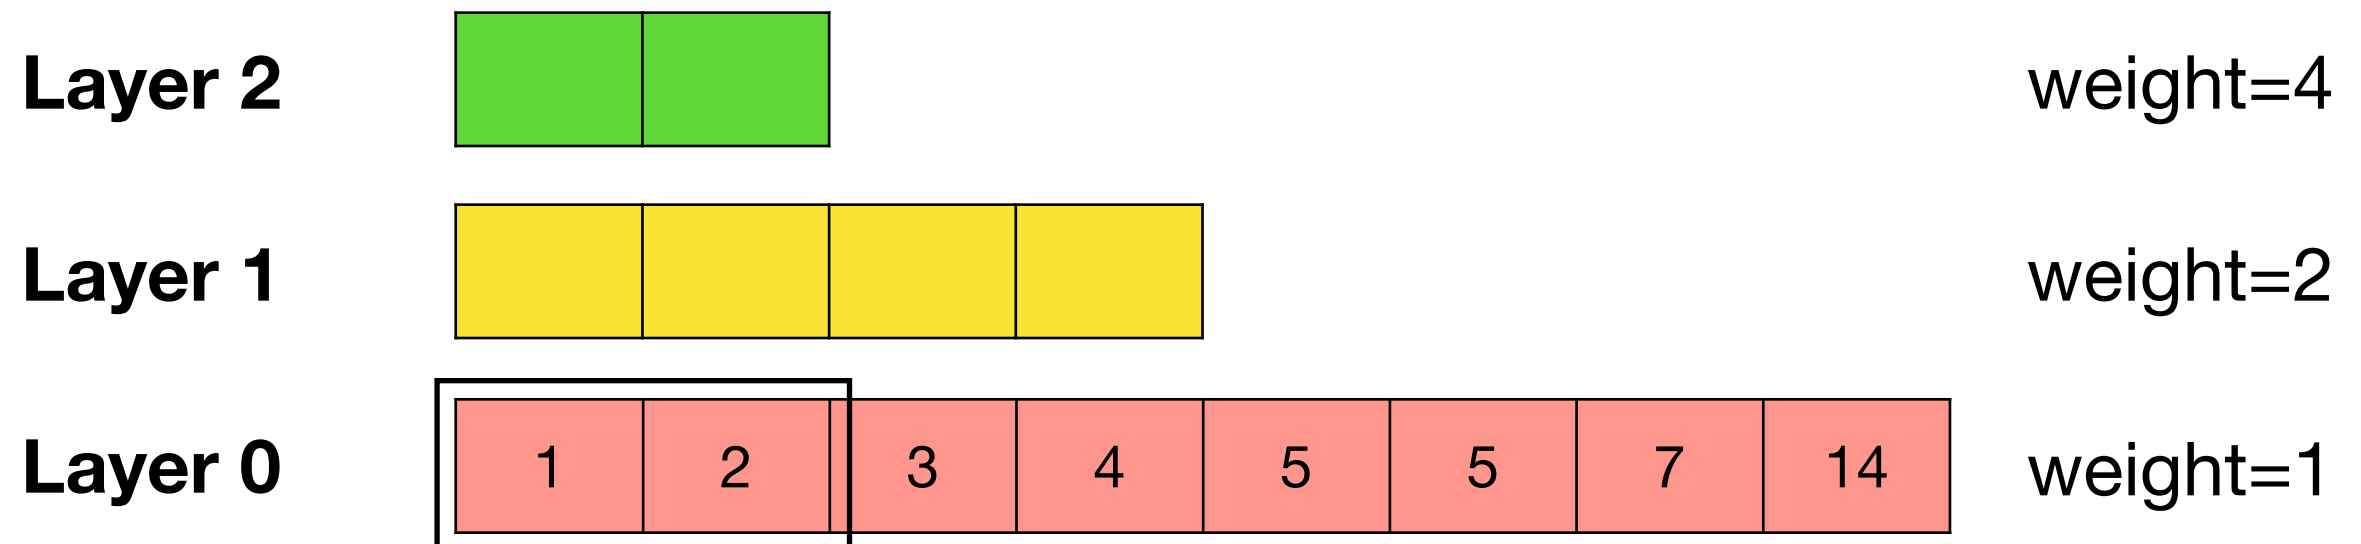 Layer 2 weight=4
Layer 1 weight=2
Layer 0 1 2 3 4 5 5 7 14 weight=1